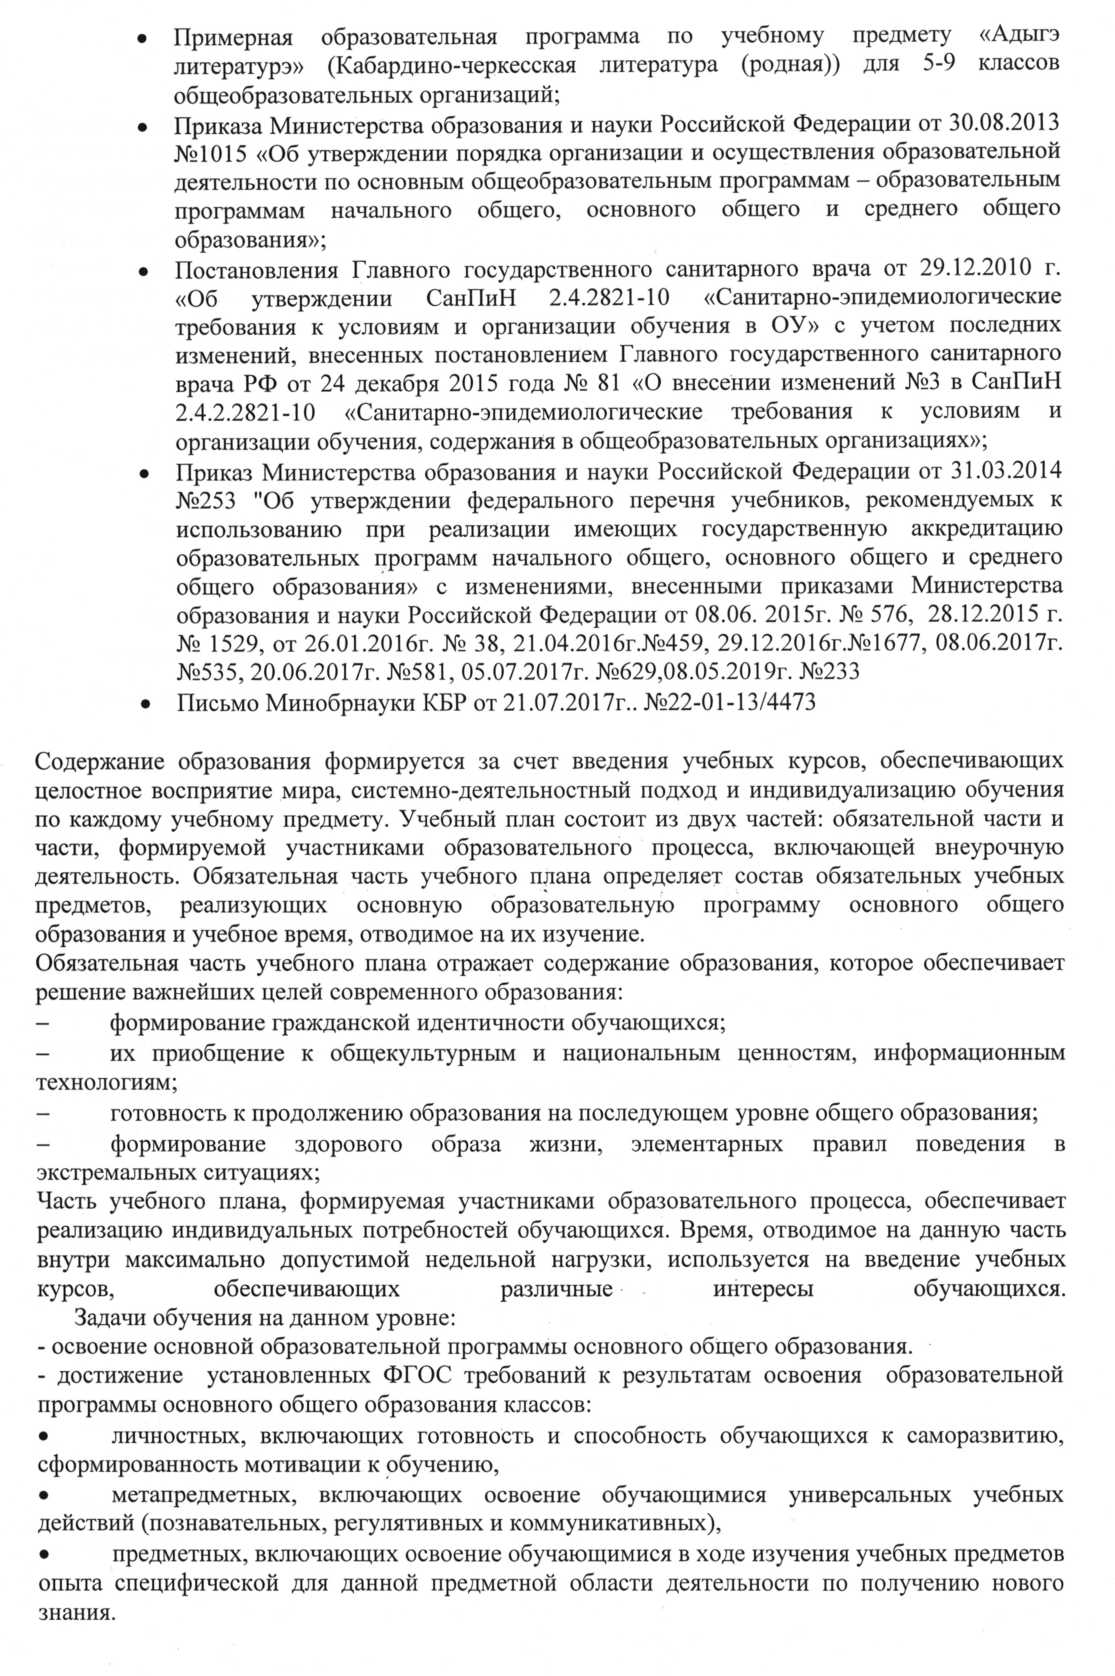 • Примерная образовательная программа по учебному предмету «Адыгэ
литературэ» (Кабардино-черкесская литература (родная)) для 5-9 классов
общеобразовательных организаций;
• Приказа Министерства образования и науки Российской Федерации от 30.08.2013
№1015 «Об утверждении порядка организации и осуществления образовательной
деятельности по основным общеобразовательным программам – образовательным
программам начального общего, основного общего и среднего общего
образования»;
• Постановления Главного государственного санитарного врача от 29.12.2010 г.
«Об утверждении СанПиН 2.4.2821-10 «Санитарно-эпидемиологические
требования к условиям и организации обучения в ОУ» с учетом последних
изменений, внесенных постановлением Главного государственного санитарного
врача РФ от 24 декабря 2015 года № 81 «О внесении изменений №3 в СанПиН
2.4.2.2821-10 «Санитарно-эпидемиологические требования к условиям и
организации обучения, содержания в общеобразовательных организациях»;
• Приказ Министерства образования и науки Российской Федерации от 31.03.2014
№253 "Об утверждении федерального перечня учебников, рекомендуемых к
использованию при реализации имеющих государственную аккредитацию
образовательных программ начального общего, основного общего и среднего
общего образования» с изменениями, внесенными приказами Министерства
образования и науки Российской Федерации от 08.06. 2015г. № 576, 28.12.2015 г.
№ 1529, от 26.01.2016г. № 38, 21.04.2016г.№459, 29.12.2016г.№1677, 08.06.2017г.
№535, 20.06.2017г. №581, 05.07.2017г. №629,08.05.2019г. №233
• Письмо Минобрнауки КБР от 21.07.2017г.. №22-01-13/4473
Содержание образования формируется за счет введения учебных курсов, обеспечивающих
целостное восприятие мира, системно-деятельностный подход и индивидуализацию обучения
по каждому учебному предмету. Учебный план состоит из двух частей: обязательной части и
части, формируемой участниками образовательного процесса, включающей внеурочную
деятельность. Обязательная часть учебного плана определяет состав обязательных учебных
предметов, реализующих основную образовательную программу основного общего
образования и учебное время, отводимое на их изучение.
Обязательная часть учебного плана отражает содержание образования, которое обеспечивает
решение важнейших целей современного образования:
– формирование гражданской идентичности обучающихся;
– их приобщение к общекультурным и национальным ценностям, информационным
технологиям;
– готовность к продолжению образования на последующем уровне общего образования;
– формирование здорового образа жизни, элементарных правил поведения в
экстремальных ситуациях;
Часть учебного плана, формируемая участниками образовательного процесса, обеспечивает
реализацию индивидуальных потребностей обучающихся. Время, отводимое на данную часть
внутри максимально допустимой недельной нагрузки, используется на введение учебных
курсов, обеспечивающих различные интересы обучающихся.
Задачи обучения на данном уровне:
- освоение основной образовательной программы основного общего образования.
- достижение установленных ФГОС требований к результатам освоения образовательной
программы основного общего образования классов:
• личностных, включающих готовность и способность обучающихся к саморазвитию,
сформированность мотивации к обучению,
• метапредметных, включающих освоение обучающимися универсальных учебных
действий (познавательных, регулятивных и коммуникативных),
• предметных, включающих освоение обучающимися в ходе изучения учебных предметов
опыта специфической для данной предметной области деятельности по получению нового
знания.